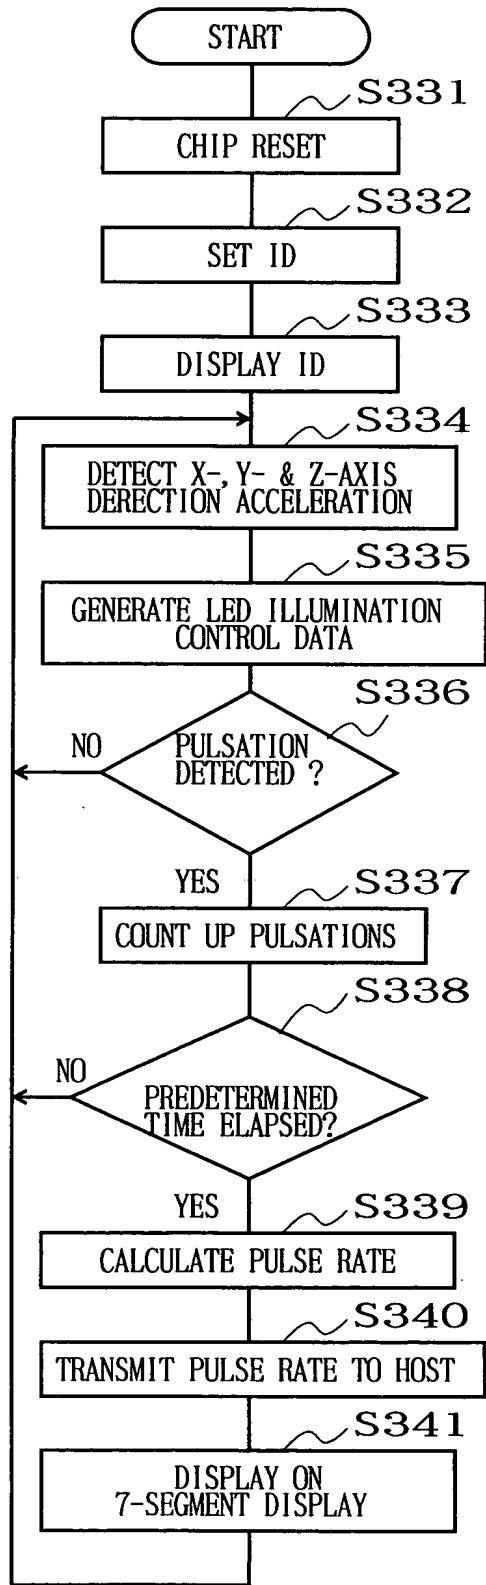 START
S331
CHIP RESET
S332
SET ID
S333
DISPLAY ID
S334
DETECT X-, Y- & Z-AXIS
DERECTION ACCELERATION
S335
GENERATE LED ILLUMINATION
CONTROL DATA
S336
NO
PULSATION
DETECTED ?
YES
S337
COUNT UP PULSATIONS
S338
NO
PREDETERMINED
TIME ELAPSED?
YES
S339
CALCULATE PULSE RATE
S340
TRANSMIT PULSE RATE TO HOST
S341
DISPLAY ON
7-SEGMENT DISPLAY